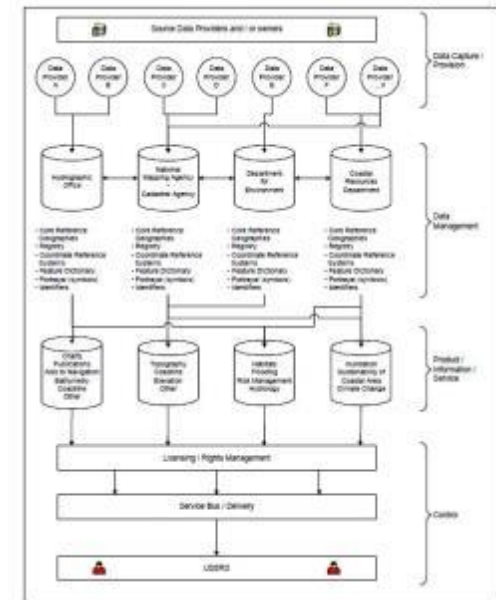 Source Data Providers and / or owners
Data Provider A
Data Provider B
Data Provider
Data Provider D
Data Provider
Data Provider F
Data Provider
Data Capture /
Provision
Hydrographic
Office
National
Mapping Agency
Cadastral Agency
Department
for
Environment
Coastal
Resources
Department
Data
Management
- Core Reference
Geographies
- Registry
- Coordinate Reference
Systems
- Feature Dictionary
- Portrayal (symbols)
- Identifiers
- Core Reference
Geographies
- Registry
- Coordinate Reference
Systems
- Feature Dictionary
- Portrayal (symbols)
- Identifiers
- Core Reference
Geographies
- Registry
- Coordinate Reference
Systems
- Feature Dictionary
- Portrayal (symbols)
- Identifiers
- Core Reference
Geographies
- Registry
- Coordinate Reference
Systems
- Feature Dictionary
- Portrayal (symbols)
- Identifiers
Charts
Publications
Aids to Navigation
Bathymetry
Coastline
Other
Topography
Coastline
Elevation
Other
Habitats
Flooding
Risk Management
Hydrology
Inundation
Sustainability of
Coastal Area
Climate Change
Product /
Information /
Service
Licensing / Rights Management
Service Bus / Delivery
Control
USERS